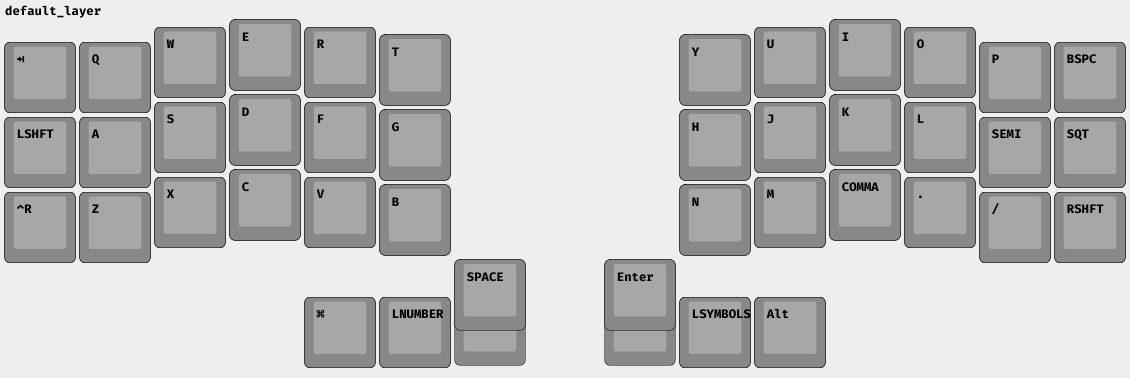 default_layer
⇥ Q W E R T Y U I O P BSPC
LSHFT A S D F G H J K L SEMI SQT
^R Z X C V B N M COMMA . / RSHFT
SPACE Enter
⌘ LNUMBER LSYMBOLS Alt